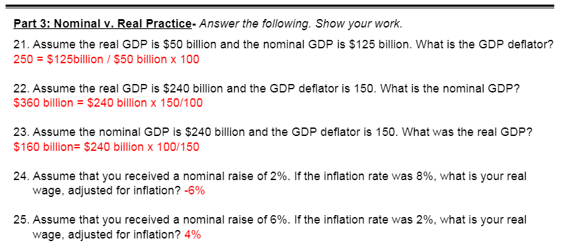 Part 3: Nominal v. Real Practice- Answer the following. Show your work.
21. Assume the real GDP is $50 billion and the nominal GDP is $125 billion. What is the GDP deflator?
250 = $125billion / $50 billion x 100
22. Assume the real GDP is $240 billion and the GDP deflator is 150. What is the nominal GDP?
$360 billion = $240 billion x 150/100
23. Assume the nominal GDP is $240 billion and the GDP deflator is 150. What was the real GDP?
$160 billion= $240 billion x 100/150
24. Assume that you received a nominal raise of 2%. If the inflation rate was 8%, what is your real
wage, adjusted for inflation? -6%
25. Assume that you received a nominal raise of 6%. If the inflation rate was 2%, what is your real
wage, adjusted for inflation? 4%